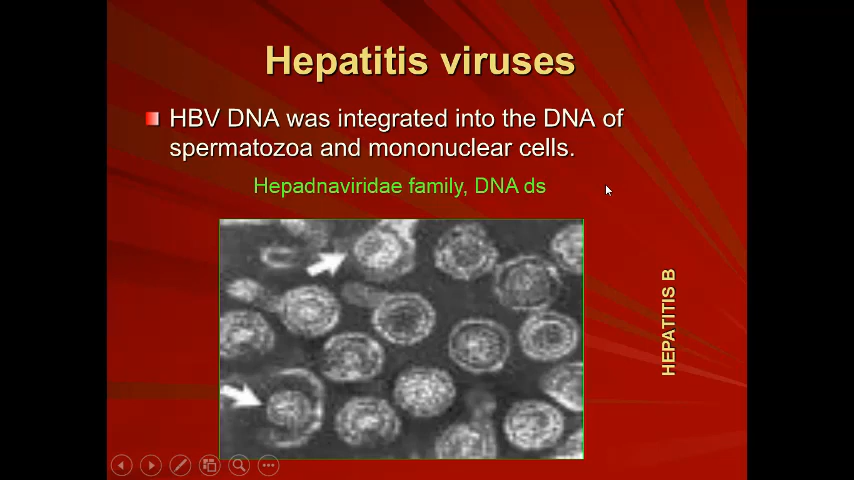 Hepatitis viruses
HBV DNA was integrated into the DNA of
spermatozoa and mononuclear cells.
Hepadnaviridae family, DNA ds
HEPATITIS B